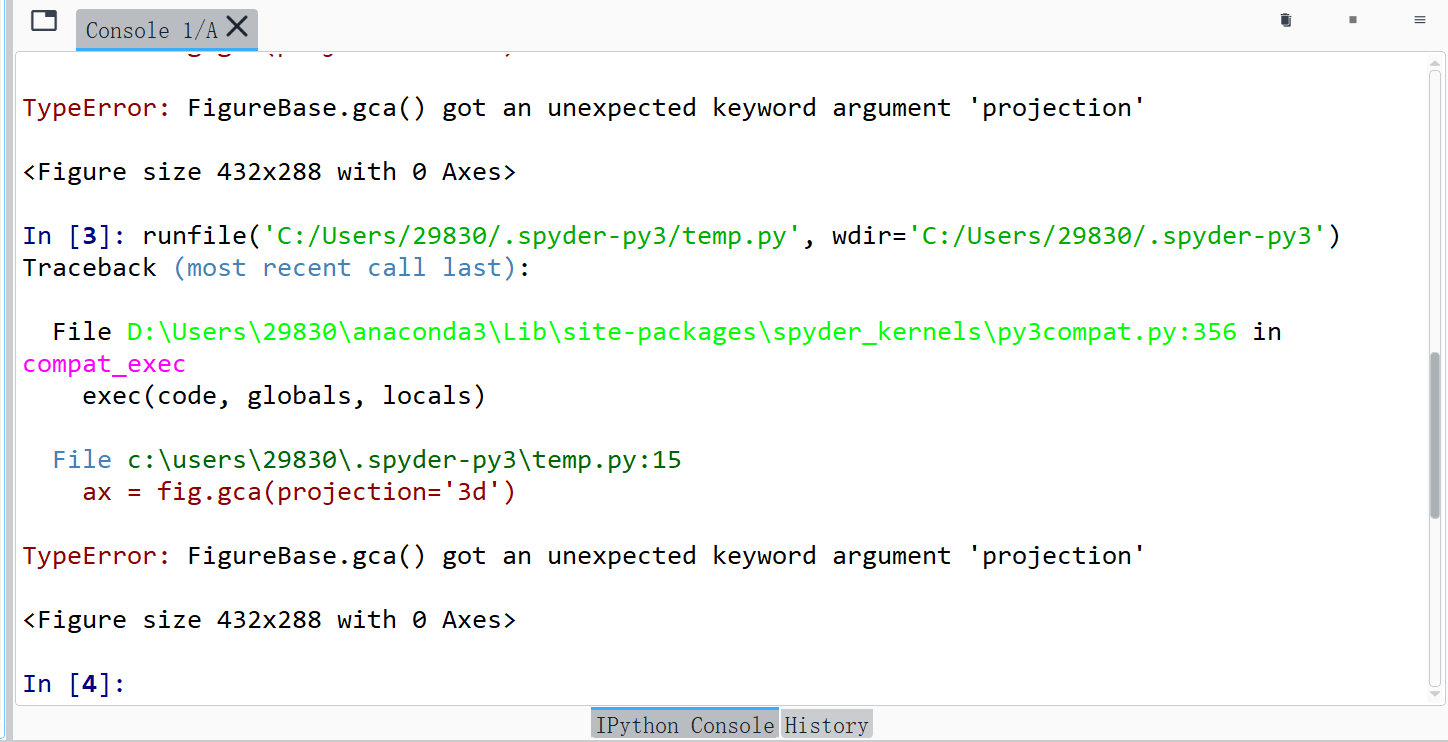 Console 1/A
TypeError: FigureBase.gca() got an unexpected keyword argument 'projection'
<Figure size 432x288 with 0 Axes>
In [3]: runfile('C:/Users/29830/.spyder-py3/temp.py', wdir='C:/Users/29830/.spyder-py3')
Traceback (most recent call last):
File D:\Users\29830\anaconda3\Lib\site-packages\spyder_kernels\py3compat.py:356 in
compat_exec
exec(code, globals, locals)
File c:\users\29830\.spyder-py3\temp.py:15
ax = fig.gca(projection='3d')
TypeError: FigureBase.gca() got an unexpected keyword argument 'projection'
<Figure size 432x288 with 0 Axes>
In [4]:
IPython Console History